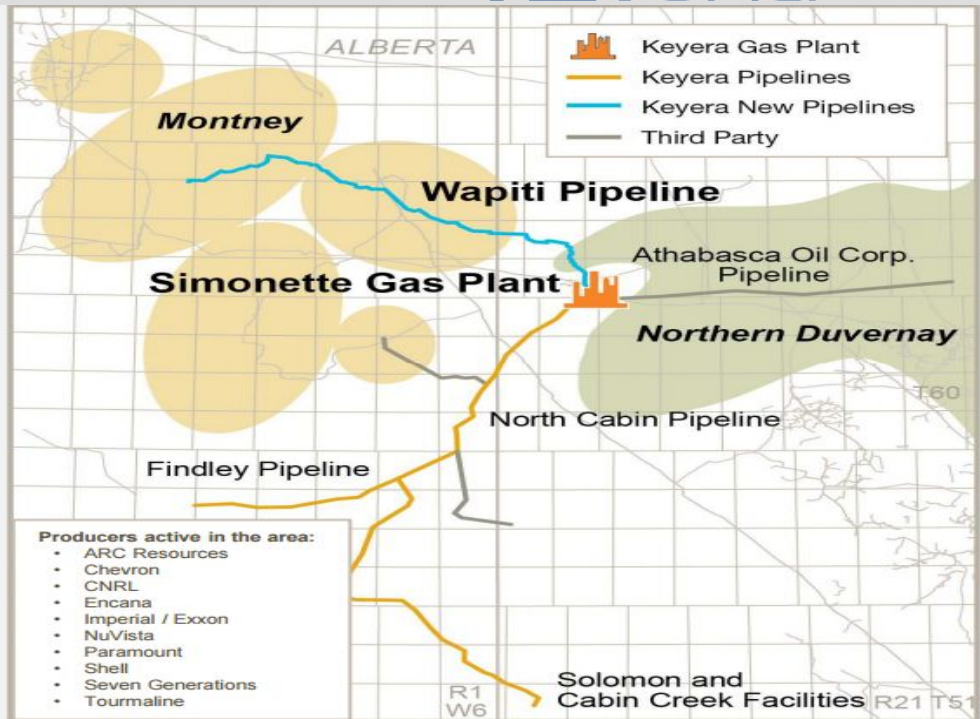 ALBERTA
Keyera Gas Plant
Keyera Pipelines
Keyera New Pipelines
Third Party
Montney
Wapiti Pipeline
Athabasca Oil Corp.
Pipeline
Simonette Gas Plant
Northern Duvernay
T60
North Cabin Pipeline
Findley Pipeline
Producers active in the area:
• ARC Resources
• Chevron
• CNRL
• Encana
• Imperial / Exxon
• NuVista
• Paramount
• Shell
• Seven Generations
• Tourmaline
R1
W6
Solomon and
Cabin Creek Facilities
R21 T51